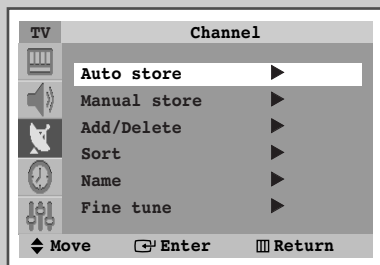 TV Channel
Auto store
Manual store
Add/Delete
Sort
Name
Fine tune
Move Enter Return